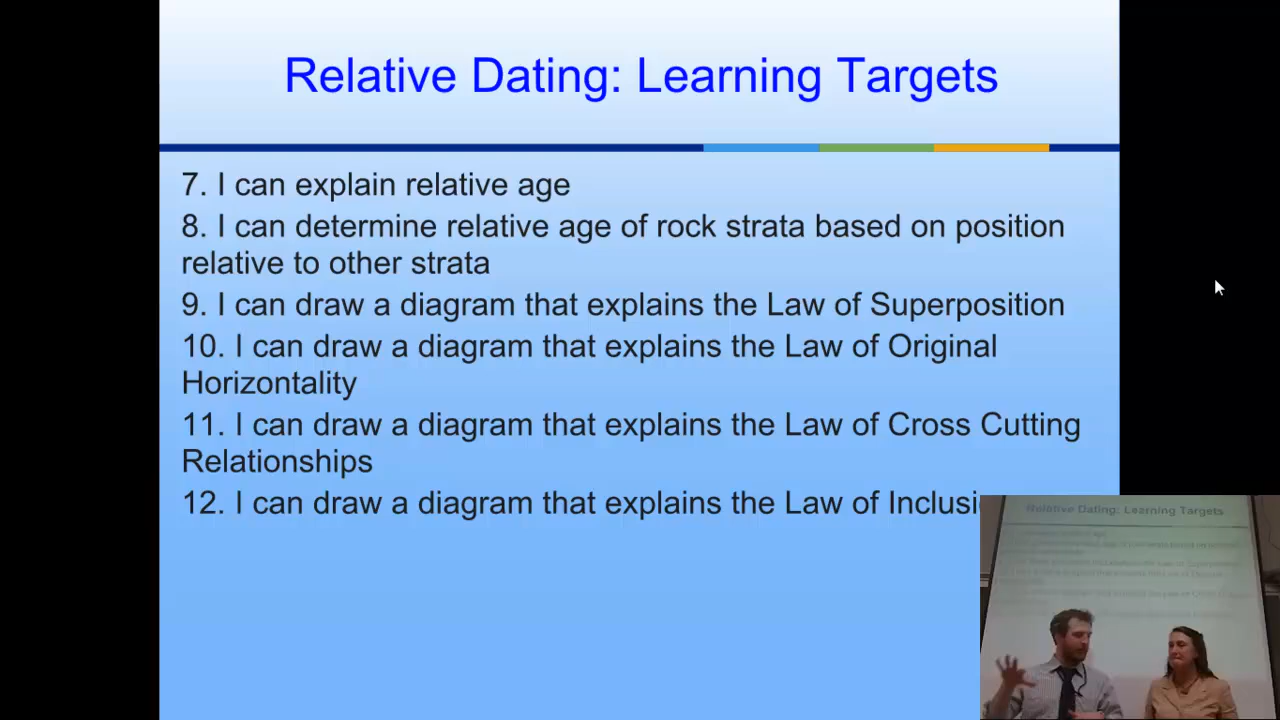 Relative Dating: Learning Targets
7. I can explain relative age
8. I can determine relative age of rock strata based on position
relative to other strata
9. I can draw a diagram that explains the Law of Superposition
10. I can draw a diagram that explains the Law of Original
Horizontality
11. I can draw a diagram that explains the Law of Cross Cutting
Relationships
12. I can draw a diagram that explains the Law of Inclusi
Relative Dating: Learning Targets